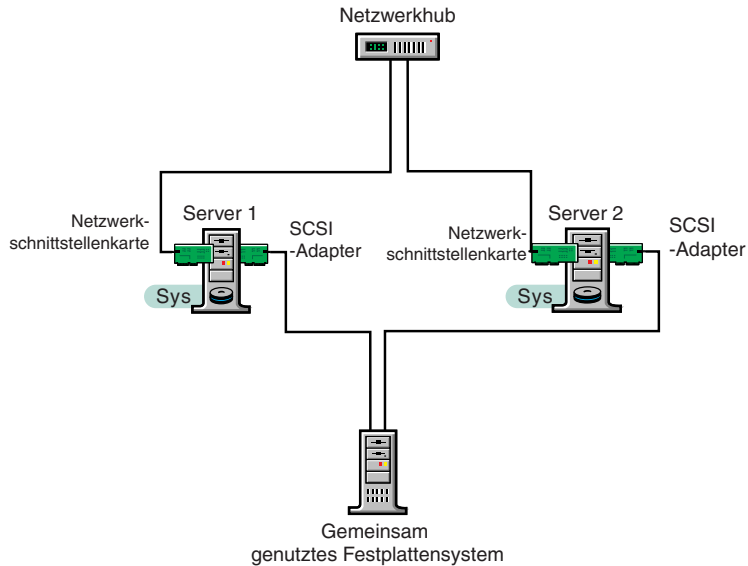 Netzwerkhub
Netzwerk-
schnittstellenkarte
Server 1
SCSI
-Adapter
Sys
Netzwerk-
schnittstellenkarte
Server 2
SCSI
-Adapter
Sys
Gemeinsam
genutztes Festplattensystem